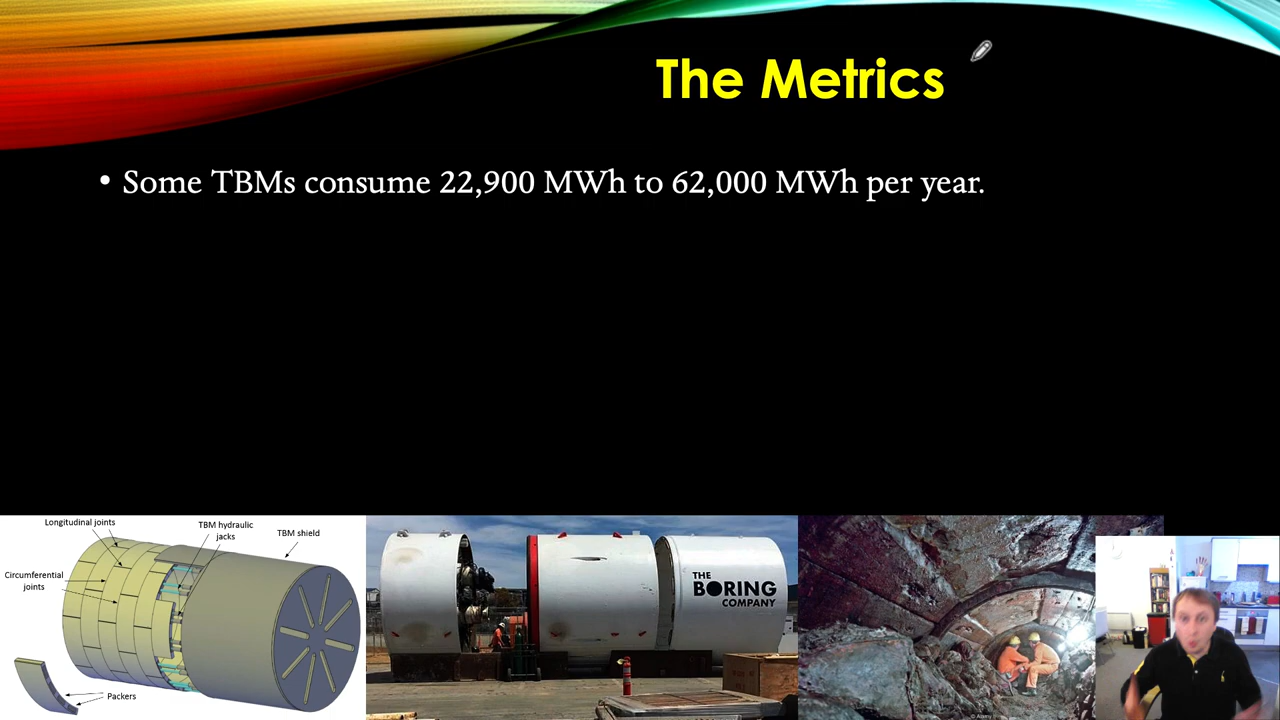 The Metrics
• Some TBMs consume 22,900 MWh to 62,000 MWh per year.
Longitudinal joints
TBM hydraulic
jacks
TBM shield
Circumferential
joints
Packers
THE
BORING
COMPANY